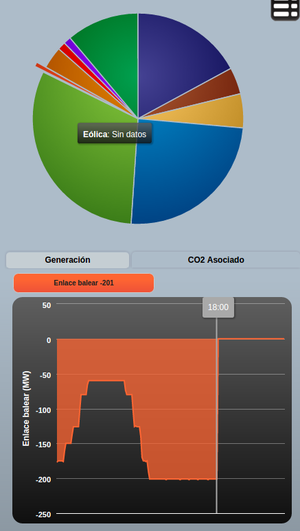 Eólica: Sin datos
Generación
CO2 Asociado
Enlace balear -201
18:00
50
0
-50
-100
-150
-200
-250
Enlace balear (MW)